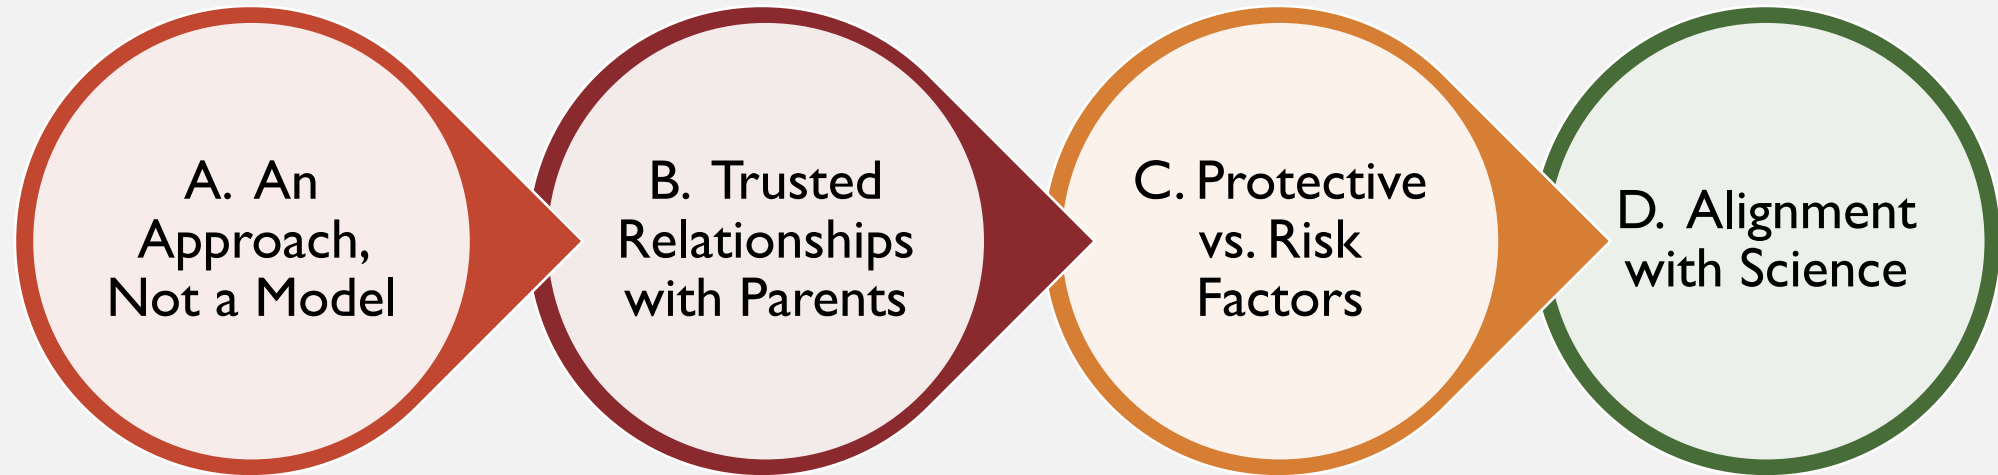 A. An
Approach,
Not a Model
B. Trusted
Relationships
with Parents
C. Protective
vs. Risk
Factors
D. Alignment
with Science